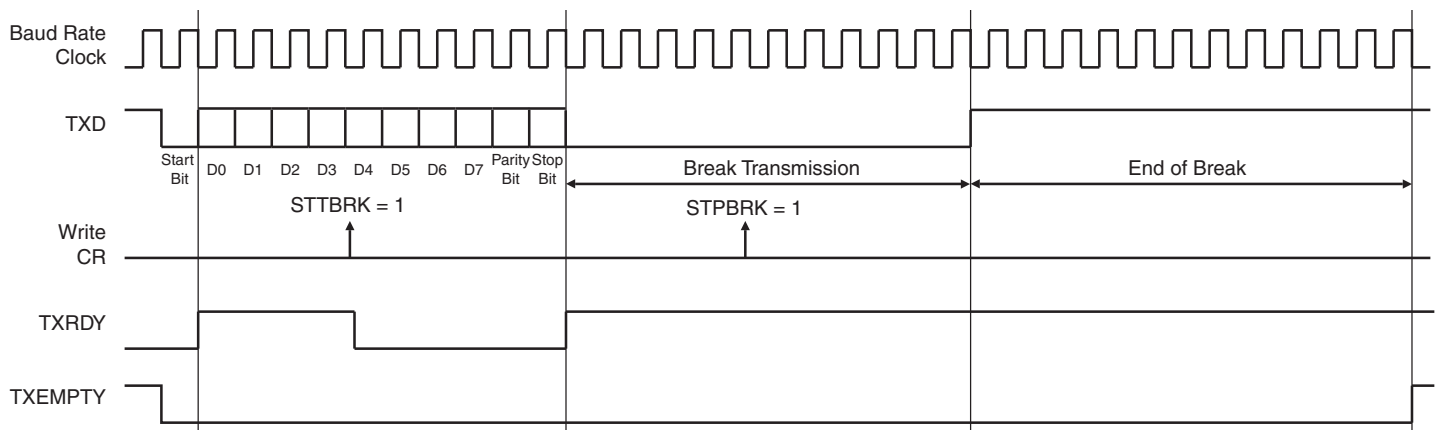 Baud Rate
Clock
TXD
Start
Bit
D0
D1
D2
D3
D4
D5
D6
D7
Parity
Bit
Stop
Bit
Break Transmission
End of Break
STTBRK = 1
STPBRK = 1
Write
CR
TXRDY
TXEMPTY